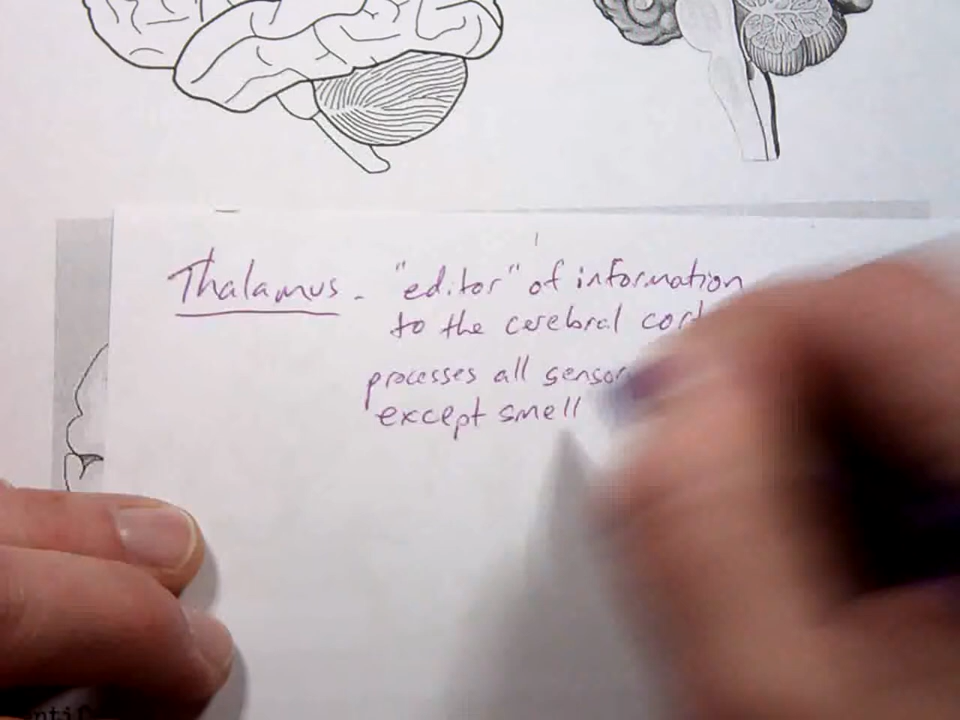 Thalamus - "editor" of information
to the cerebral
processes all
except smell